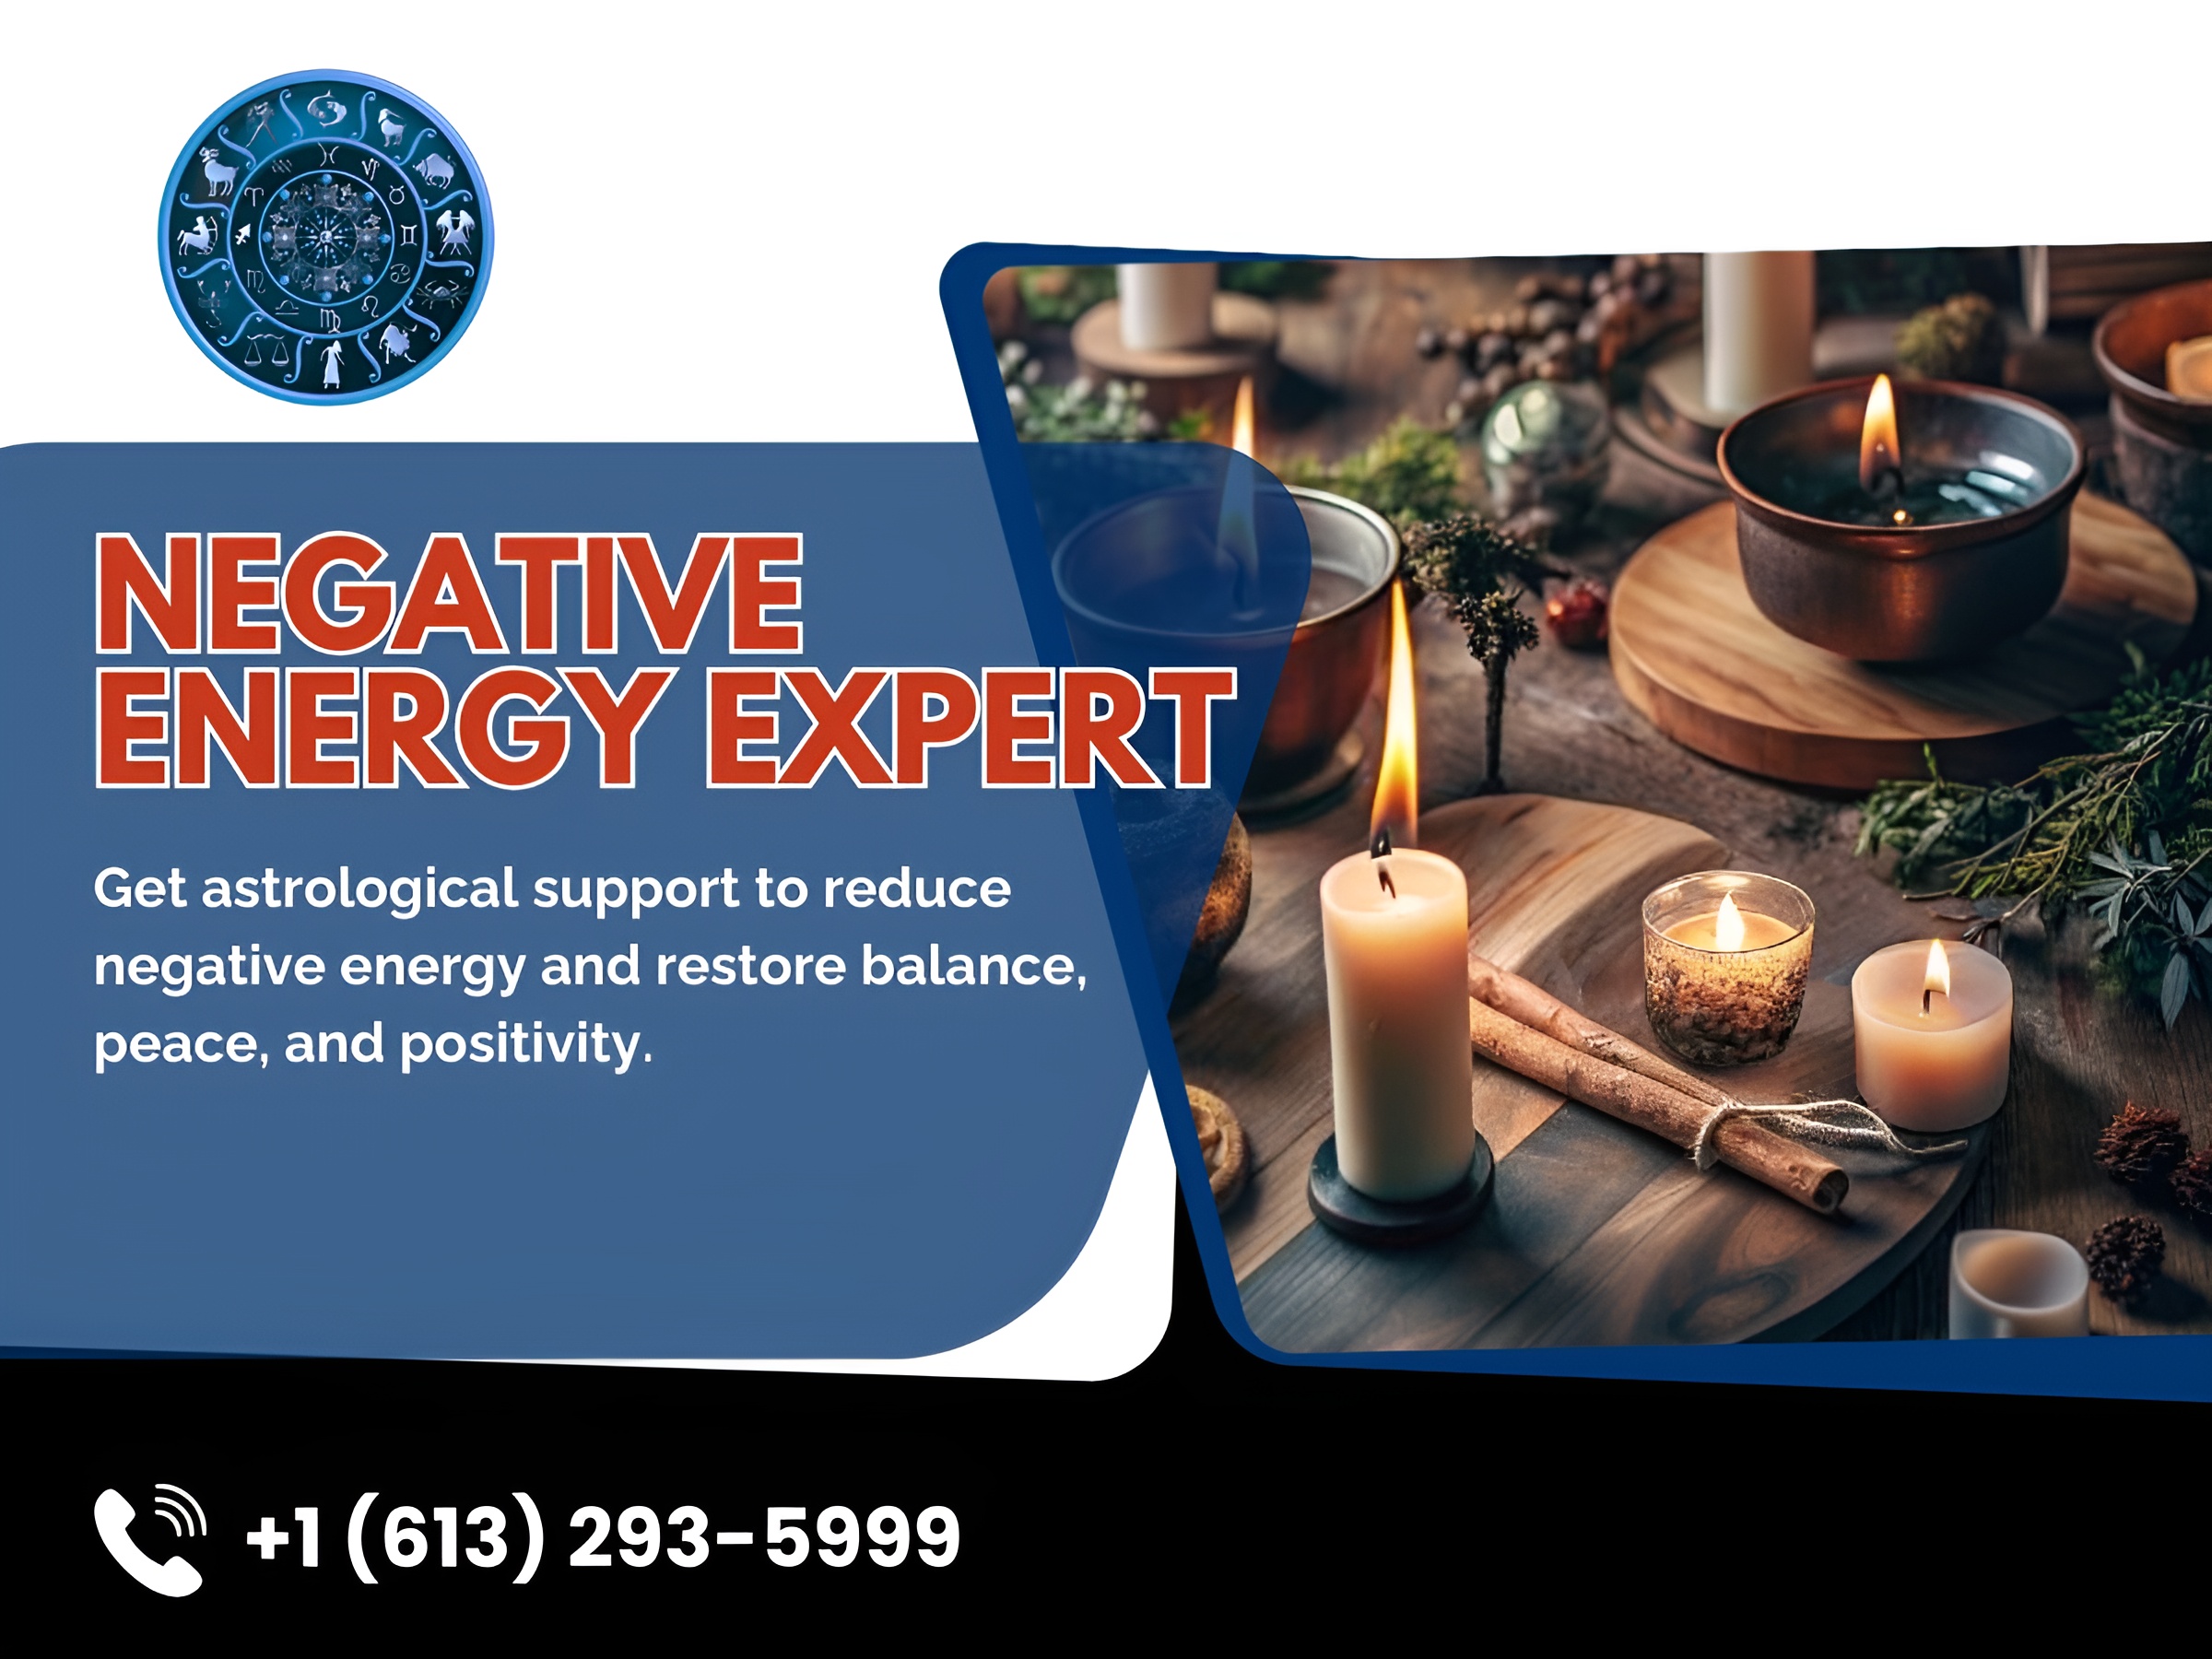 NEGATIVE
ENERGY EXPERT
Get astrological support to reduce
negative energy and restore balance,
peace, and positivity.
+1 (613) 293-5999